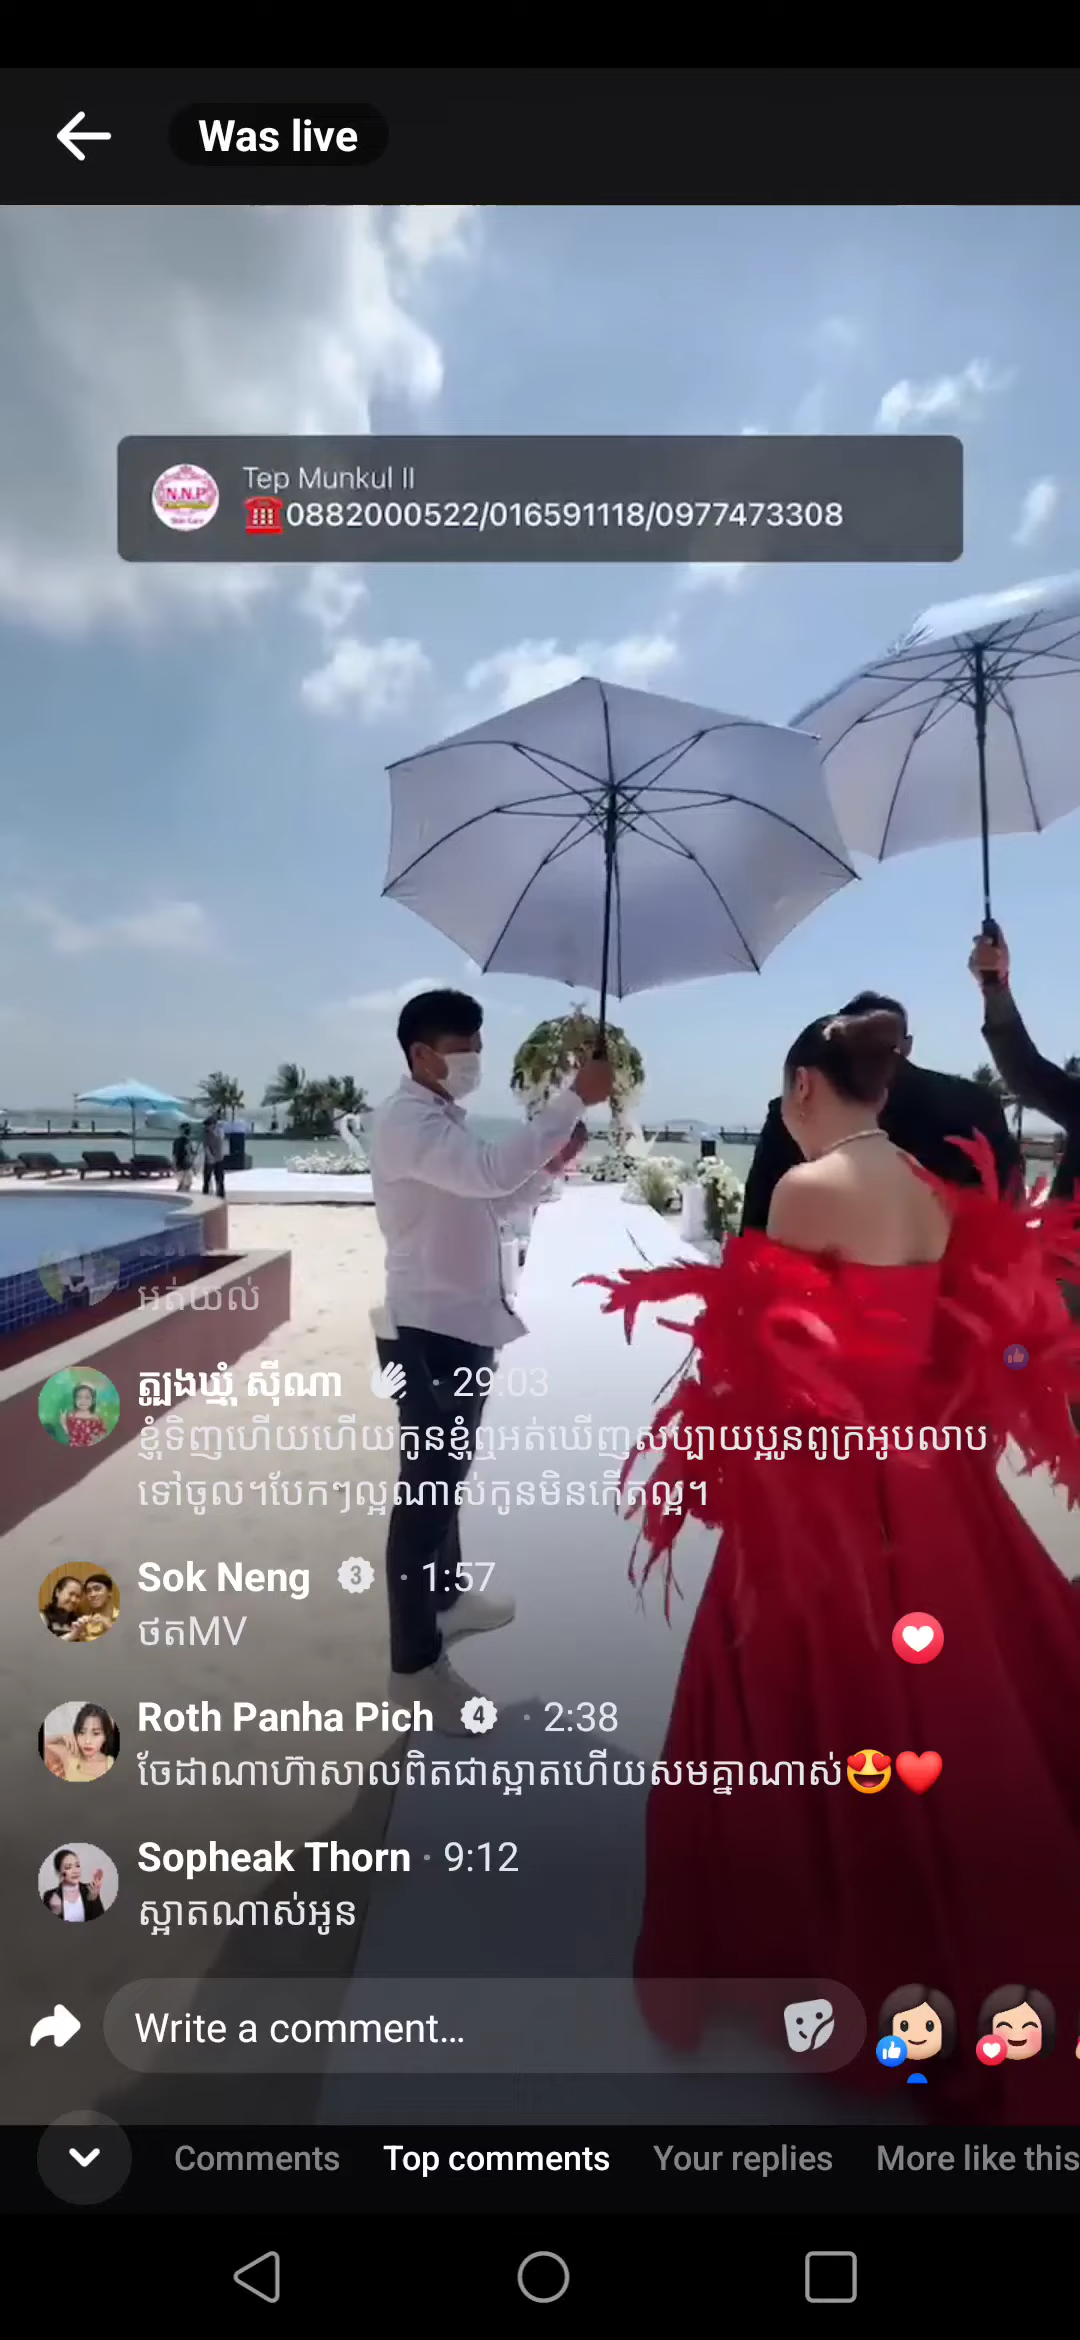 Was live
N.N.P
Skin Care
Tep Munkul II
☎0882000522/016591118/0977473308
អត់យល់
ត្បូងឃ្មុំ ស៊ីណា · 29:03
ខ្ញុំទិញហើយហើយកូនខ្ញុំឮអត់ឃើញសប្បាយប្អូនពូក្រអូបលាប
ទៅចូល។បែកៗល្អណាស់កូនមិនកើតល្អ។
Sok Neng 3 · 1:57
ថតMV
Roth Panha Pich 4 · 2:38
ចែដាណាហ៊ាសាលពិតជាស្អាតហើយសមគ្នាណាស់😍❤️
Sopheak Thorn · 9:12
ស្អាតណាស់អូន
Write a comment...
Comments Top comments Your replies More like this